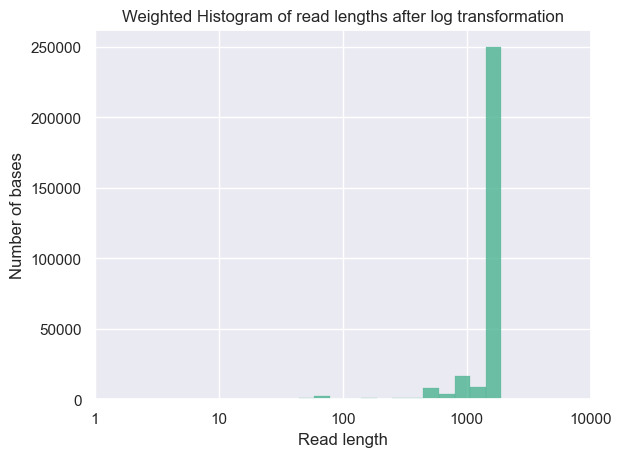 Weighted Histogram of read lengths after log transformation
250000
200000
150000
100000
50000
0
Number of bases
1 10 100 1000 10000
Read length